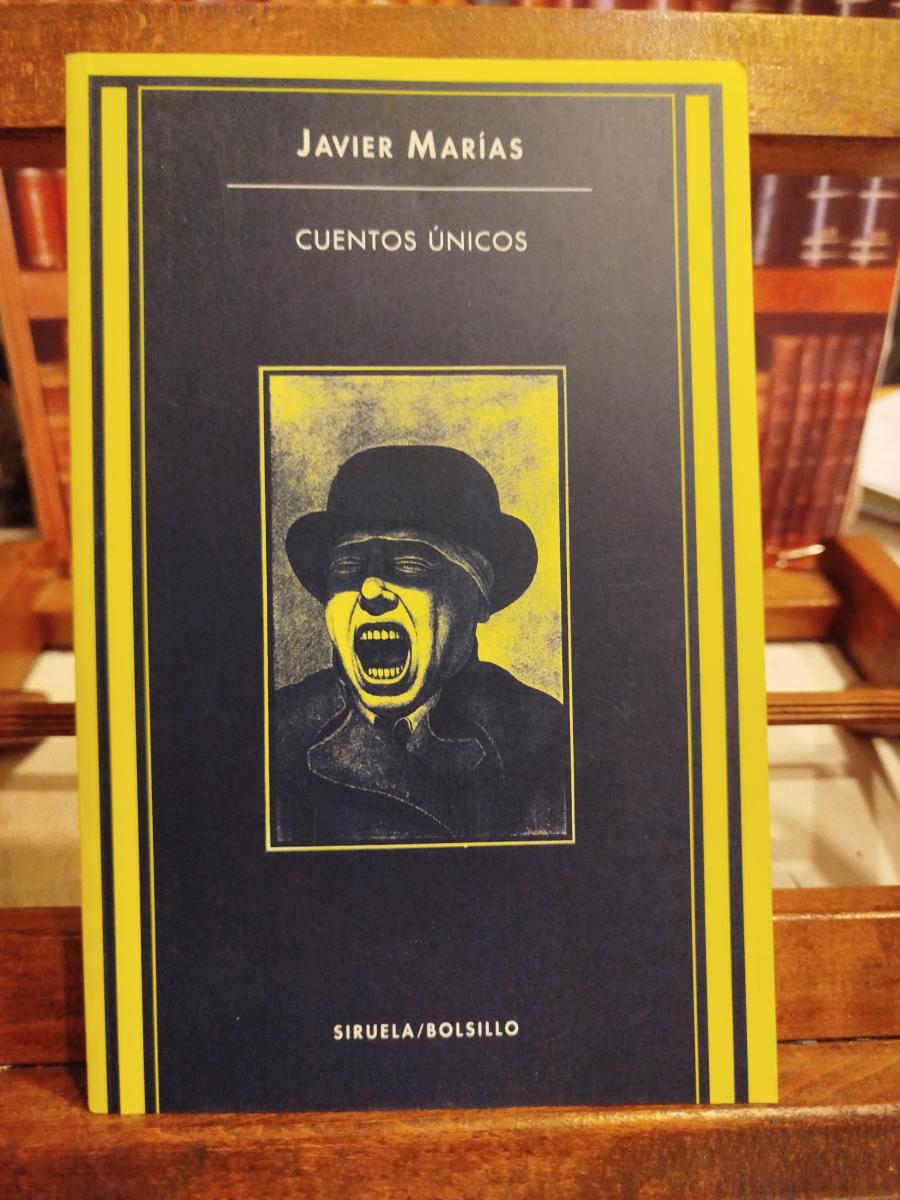 JAVIER MARÍAS
CUENTOS ÚNICOS
SIRUELA/BOLSILLO